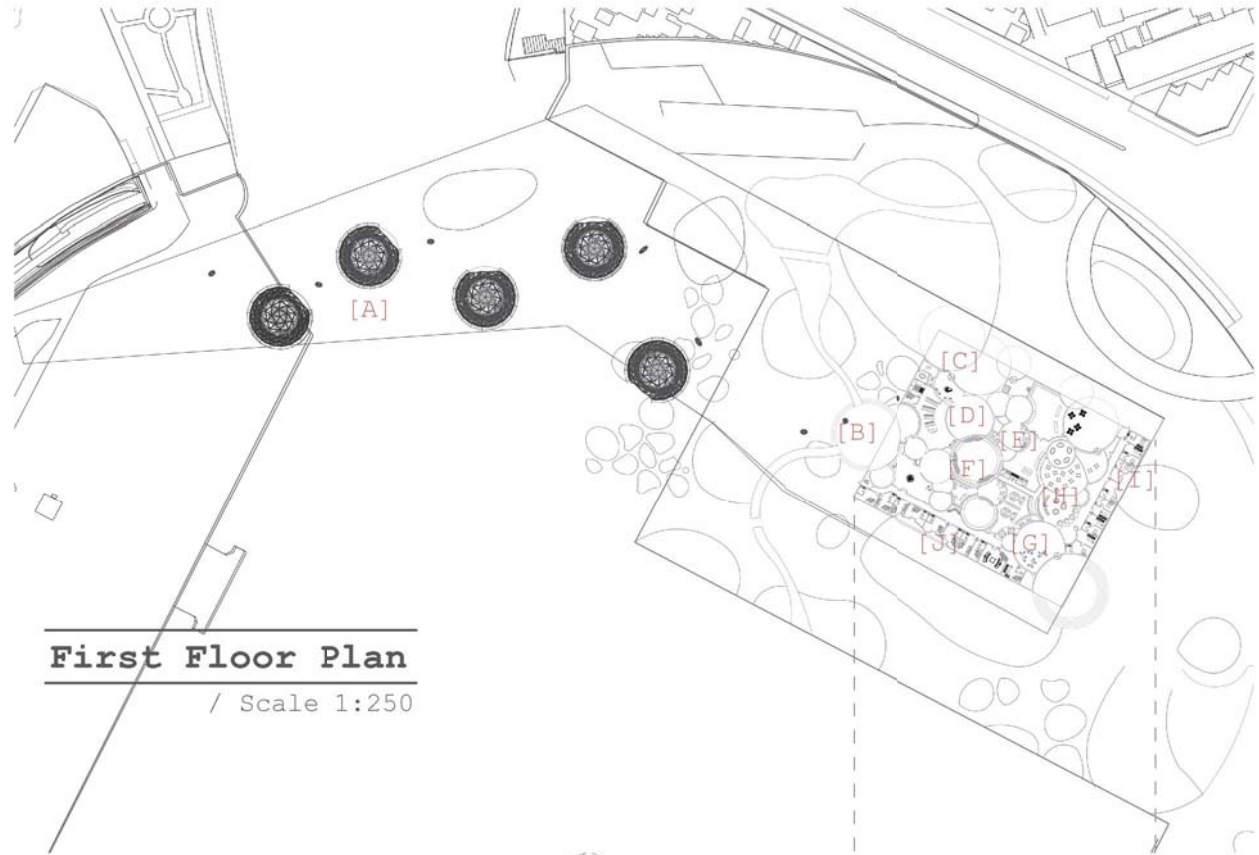 [A]
[C]
[D]
[B]
[E]
[F]
[I]
[H]
[J]
[G]
First Floor Plan
/ Scale 1:250